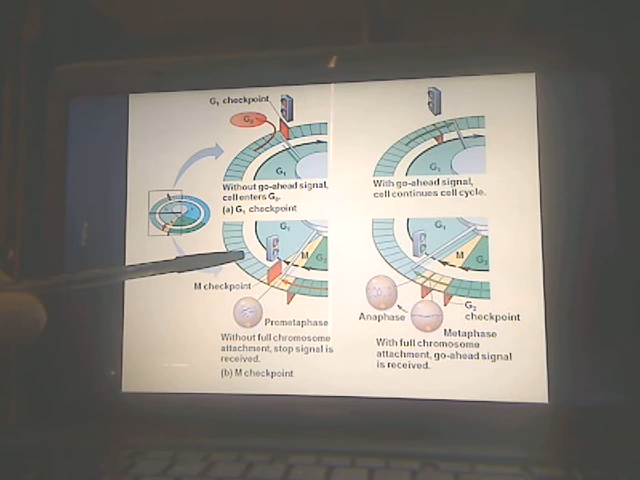 G₁ checkpoint
G₀
G₁
Without go-ahead signal,
cell enters G₀.
(a) G₁ checkpoint
G₁
With go-ahead signal,
cell continues cell cycle.
G₁
M
G₂
M checkpoint
Prometaphase
Without full chromosome
attachment, stop signal is
received.
(b) M checkpoint
G₁
M
G₂
G₂
checkpoint
Anaphase
Metaphase
With full chromosome
attachment, go-ahead signal
is received.